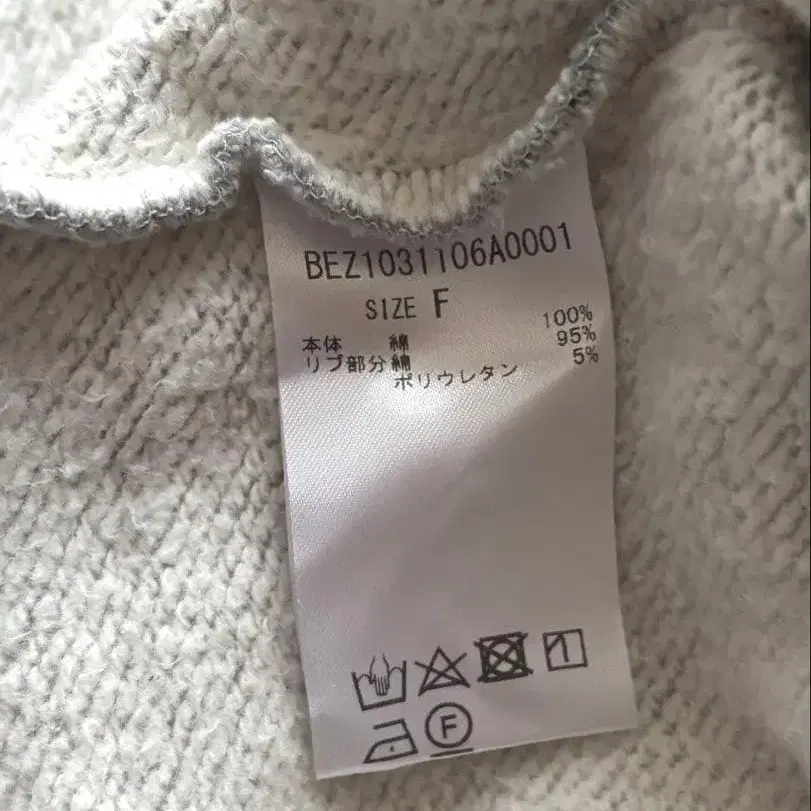 BEZ1031106A0001
SIZE F
本体 綿 100%
リブ部分 綿 95%
ポリウレタン 5%
F